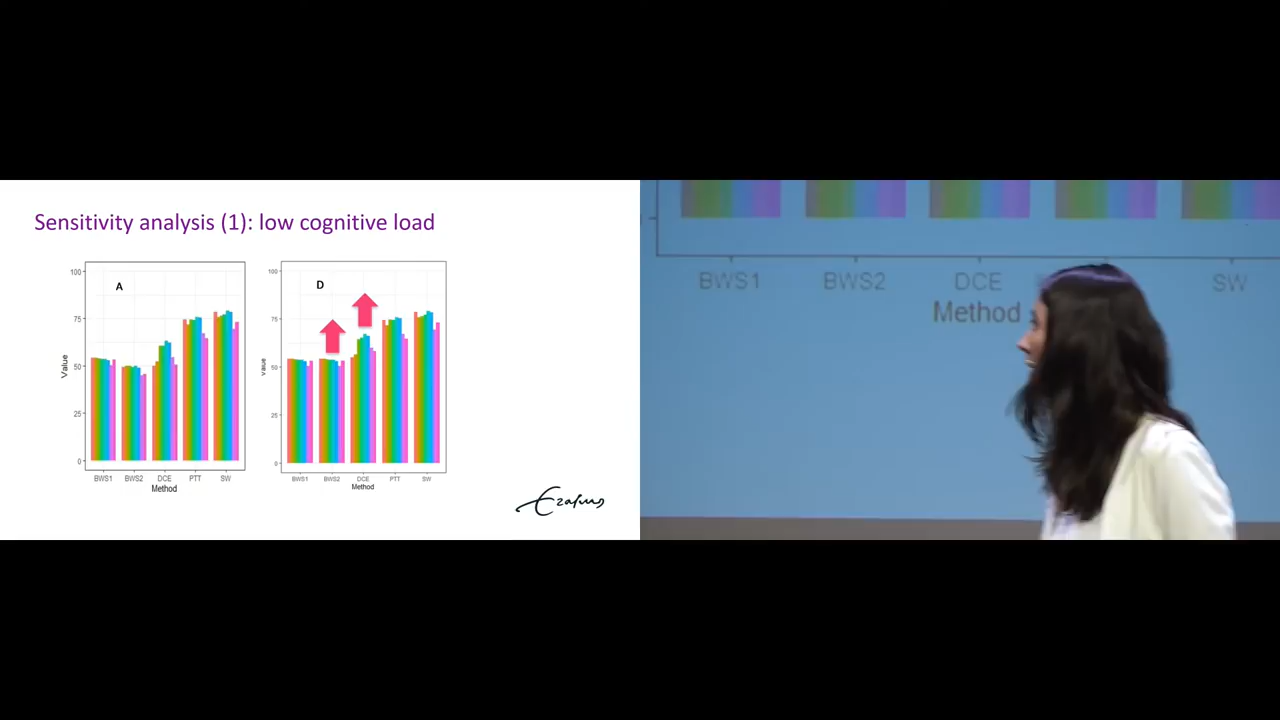 Sensitivity analysis (1): low cognitive load
A
100
75
50
25
0
Value
BWS1 BWS2 DCE PTT SW
Method
D
100
75
50
25
0
Value
BWS1 BWS2 DCE PTT SW
Method
Erasmus
BWS1 BWS2 DCE SW
Method